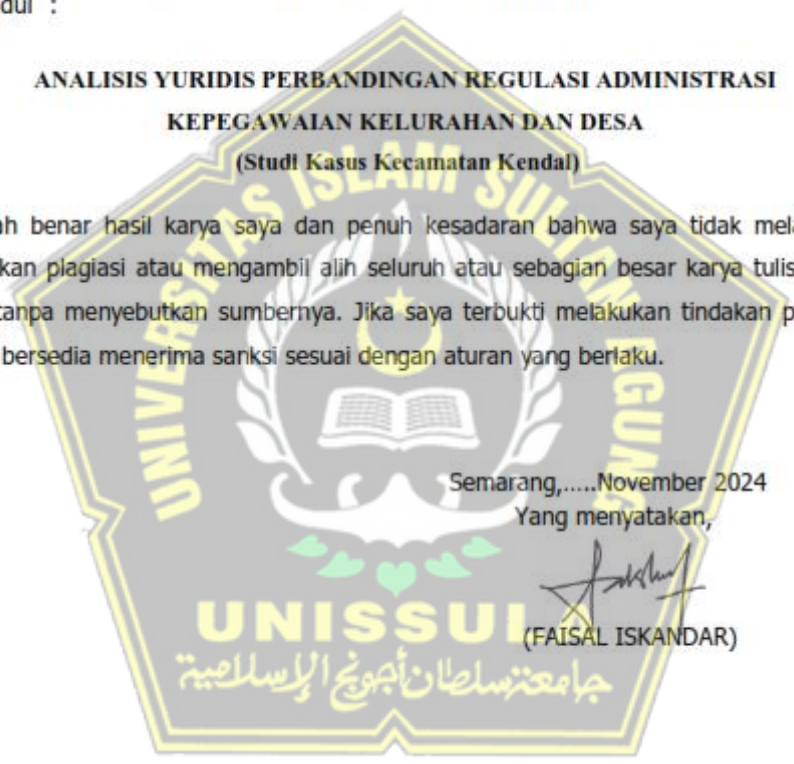 dul :
ANALISIS YURIDIS PERBANDINGAN REGULASI ADMINISTRASI
KEPEGAWAIAN KELURAHAN DAN DESA
(Studi Kasus Kecamatan Kendal)
ah benar hasil karya saya dan penuh kesadaran bahwa saya tidak mela
kan plagiasi atau mengambil alih seluruh atau sebagian besar karya tulis
tanpa menyebutkan sumbernya. Jika saya terbukti melakukan tindakan p
bersedia menerima sanksi sesuai dengan aturan yang berlaku.
Semarang,.....November 2024
Yang menyatakan,
(FAISAL ISKANDAR)
UNIVERSITAS ISLAM SULTAN AGUNG
UNISSULA
جامعة سلطان أجونج الإسلامية